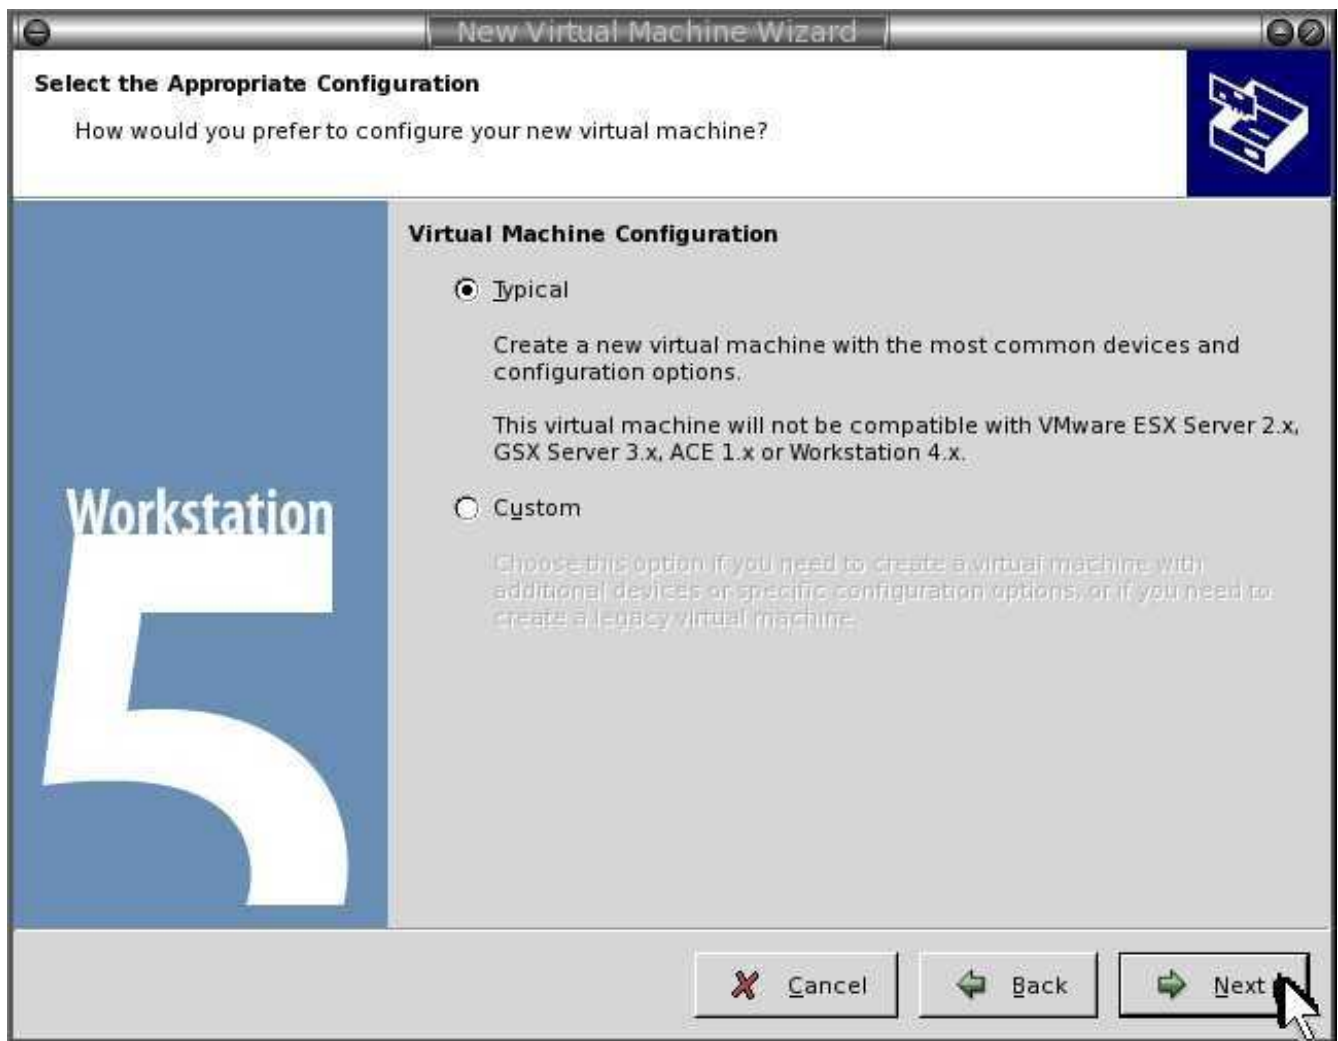 New Virtual Machine Wizard
Select the Appropriate Configuration
How would you prefer to configure your new virtual machine?
Virtual Machine Configuration
Typical
Create a new virtual machine with the most common devices and
configuration options.
This virtual machine will not be compatible with VMware ESX Server 2.x,
GSX Server 3.x, ACE 1.x or Workstation 4.x.
Custom
Choose this option if you need to create a virtual machine with
additional devices or specific configuration options, or if you need to
create a legacy virtual machine.
Workstation
5
Cancel
Back
Next